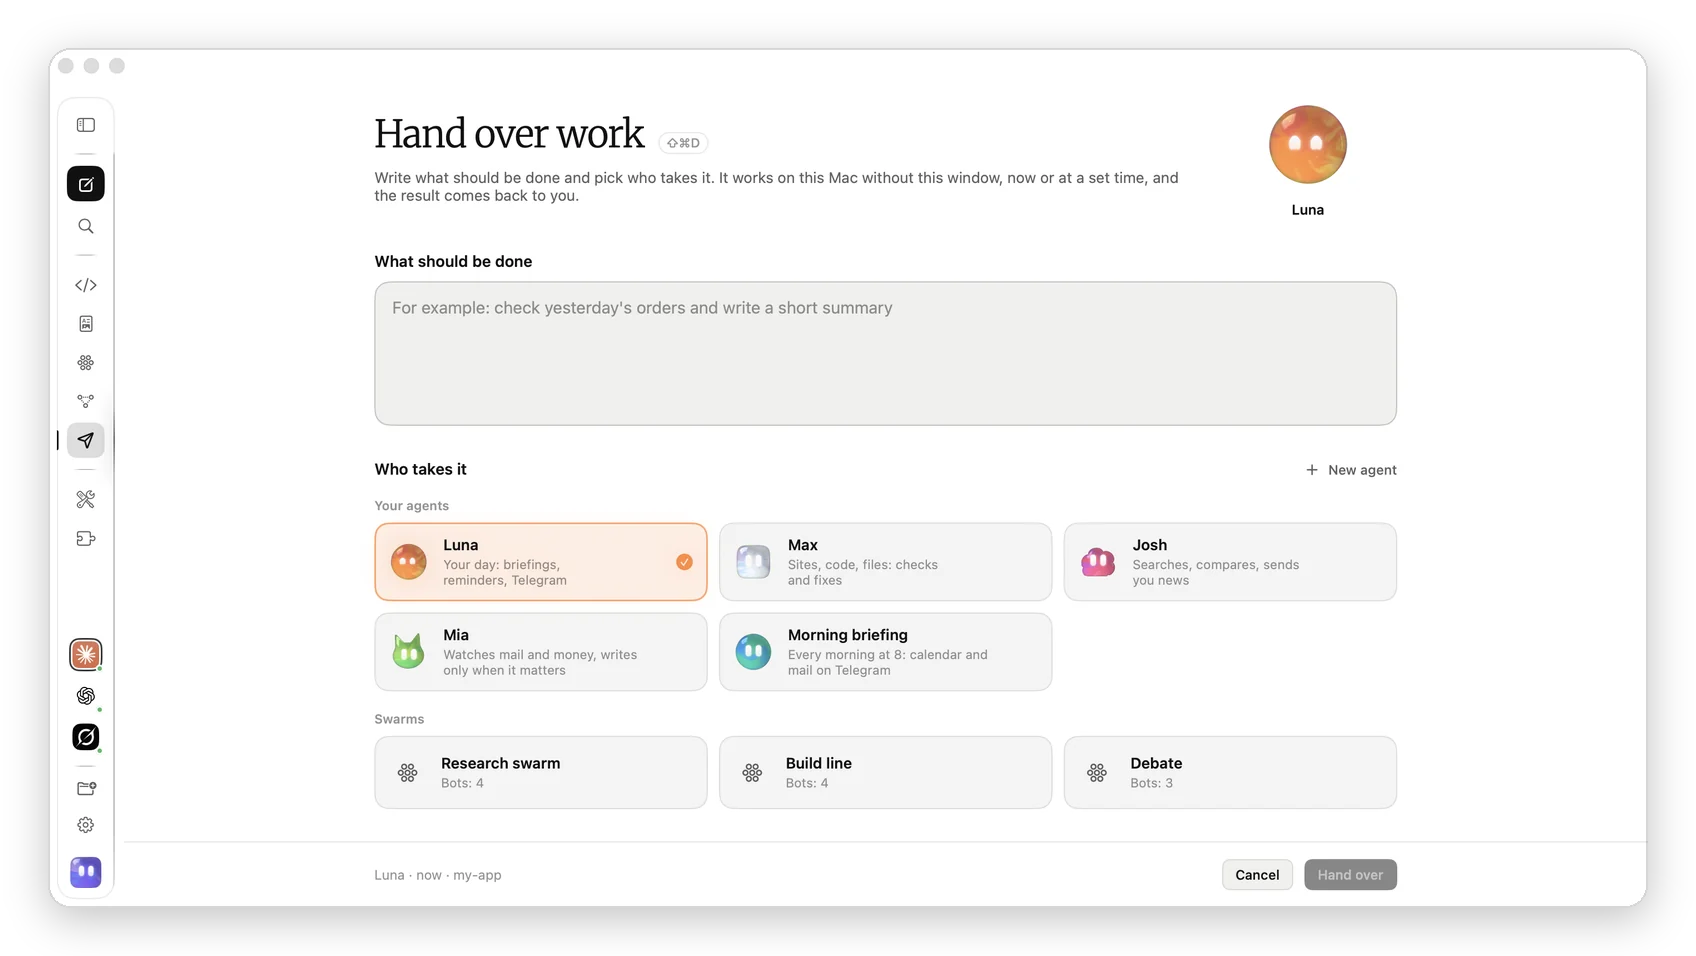 Hand over work ⇧⌘D
Write what should be done and pick who takes it. It works on this Mac without this window, now or at a set time, and
the result comes back to you.
Luna
What should be done
For example: check yesterday's orders and write a short summary
Who takes it
+ New agent
Your agents
Luna
Your day: briefings,
reminders, Telegram
Max
Sites, code, files: checks
and fixes
Josh
Searches, compares, sends
you news
Mia
Watches mail and money, writes
only when it matters
Morning briefing
Every morning at 8: calendar and
mail on Telegram
Swarms
Research swarm
Bots: 4
Build line
Bots: 4
Debate
Bots: 3
Luna · now · my-app
Cancel
Hand over